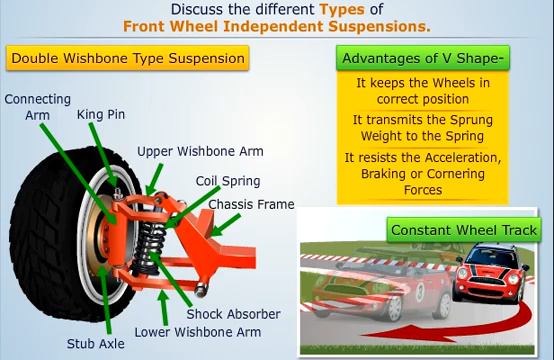 Discuss the different Types of
Front Wheel Independent Suspensions.
Double Wishbone Type Suspension
Connecting
Arm
King Pin
Upper Wishbone Arm
Coil Spring
Chassis Frame
Shock Absorber
Lower Wishbone Arm
Stub Axle
Advantages of V Shape-
It keeps the Wheels in
correct position
It transmits the Sprung
Weight to the Spring
It resists the Acceleration,
Braking or Cornering
Forces
Constant Wheel Track